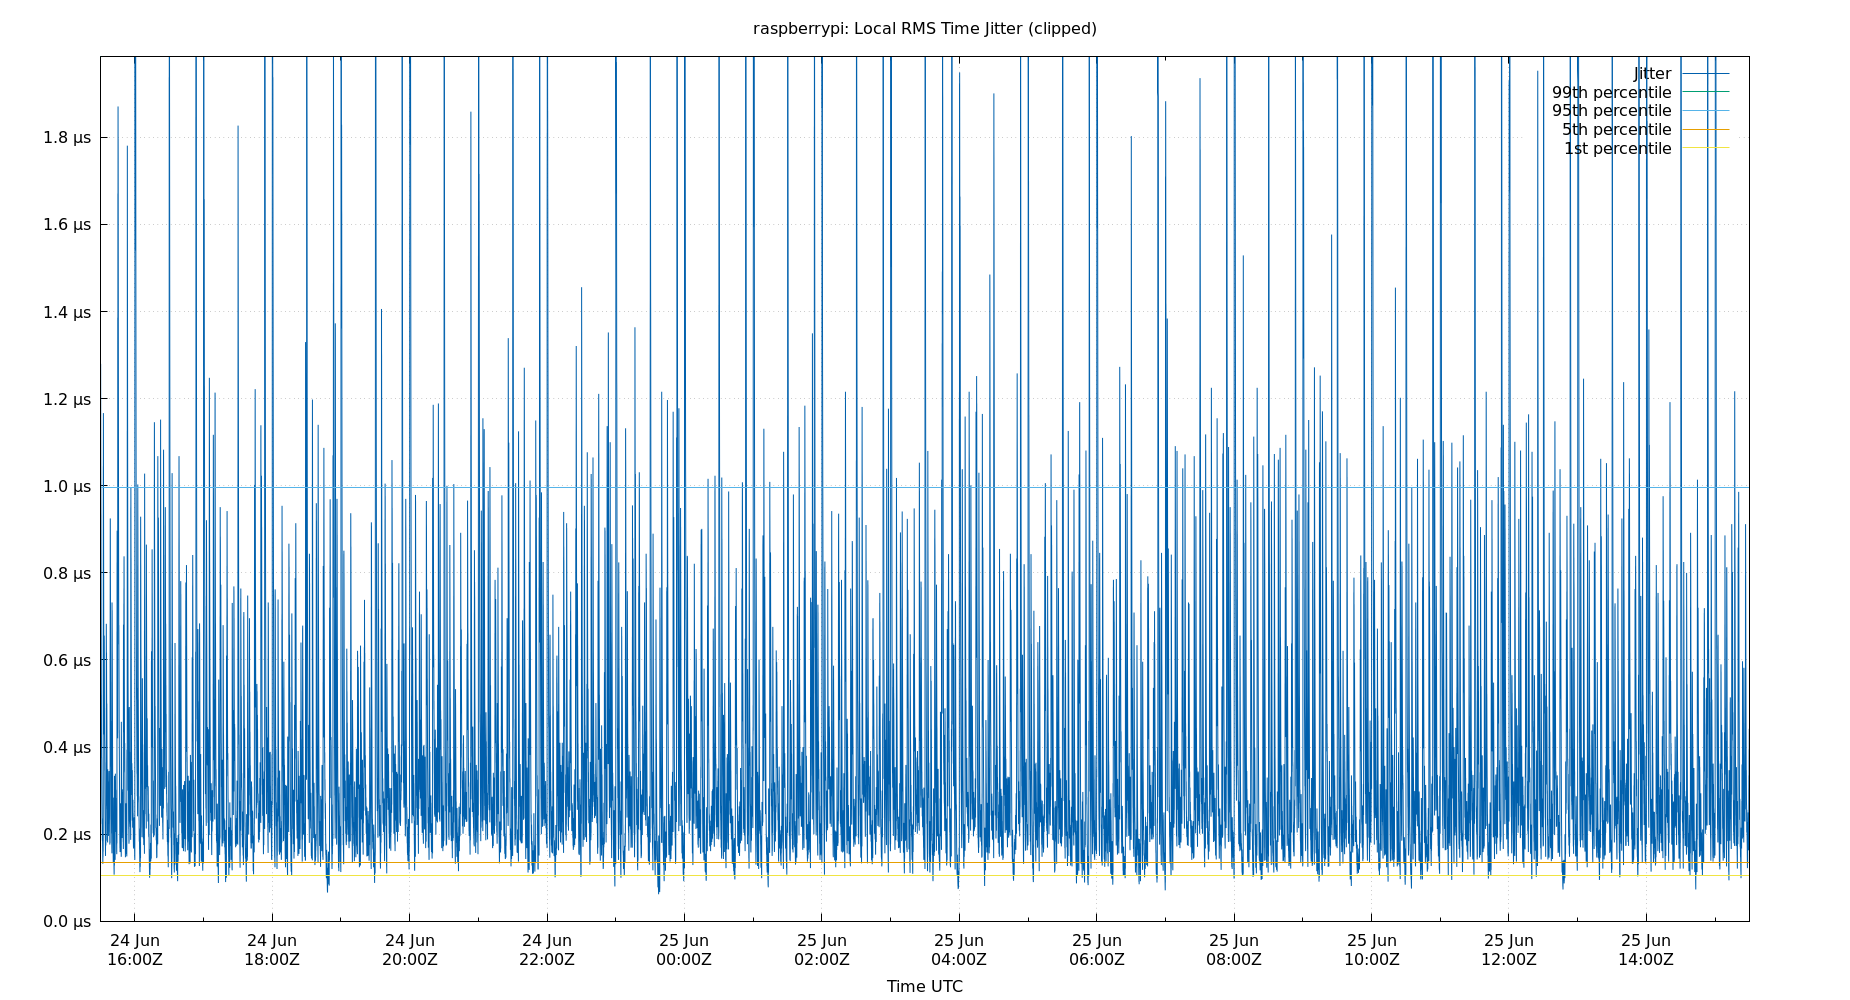 raspberrypi: Local RMS Time Jitter (clipped)
Jitter
99th percentile
95th percentile
5th percentile
1st percentile
1.8 µs
1.6 µs
1.4 µs
1.2 µs
1.0 µs
0.8 µs
0.6 µs
0.4 µs
0.2 µs
0.0 µs
24 Jun 24 Jun 24 Jun 24 Jun 25 Jun 25 Jun 25 Jun 25 Jun 25 Jun 25 Jun 25 Jun 25 Jun
16:00Z 18:00Z 20:00Z 22:00Z 00:00Z 02:00Z 04:00Z 06:00Z 08:00Z 10:00Z 12:00Z 14:00Z
Time UTC